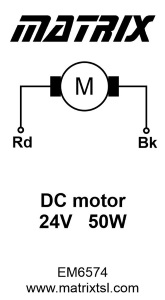 MATRIX
M
Rd Bk
DC motor
24V 50W
EM6574
www.matrixtsl.com